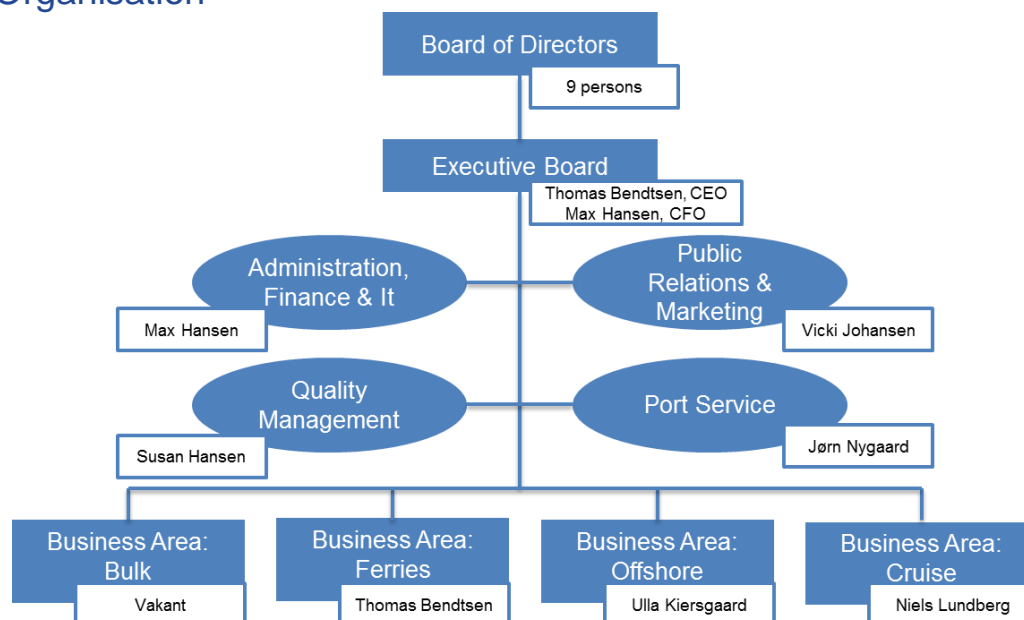 Organisation
Board of Directors
9 persons
Executive Board
Thomas Bendtsen, CEO
Max Hansen, CFO
Administration,
Finance & It
Max Hansen
Public
Relations &
Marketing
Vicki Johansen
Quality
Management
Susan Hansen
Port Service
Jørn Nygaard
Business Area:
Bulk
Vakant
Business Area:
Ferries
Thomas Bendtsen
Business Area:
Offshore
Ulla Kiersgaard
Business Area:
Cruise
Niels Lundberg